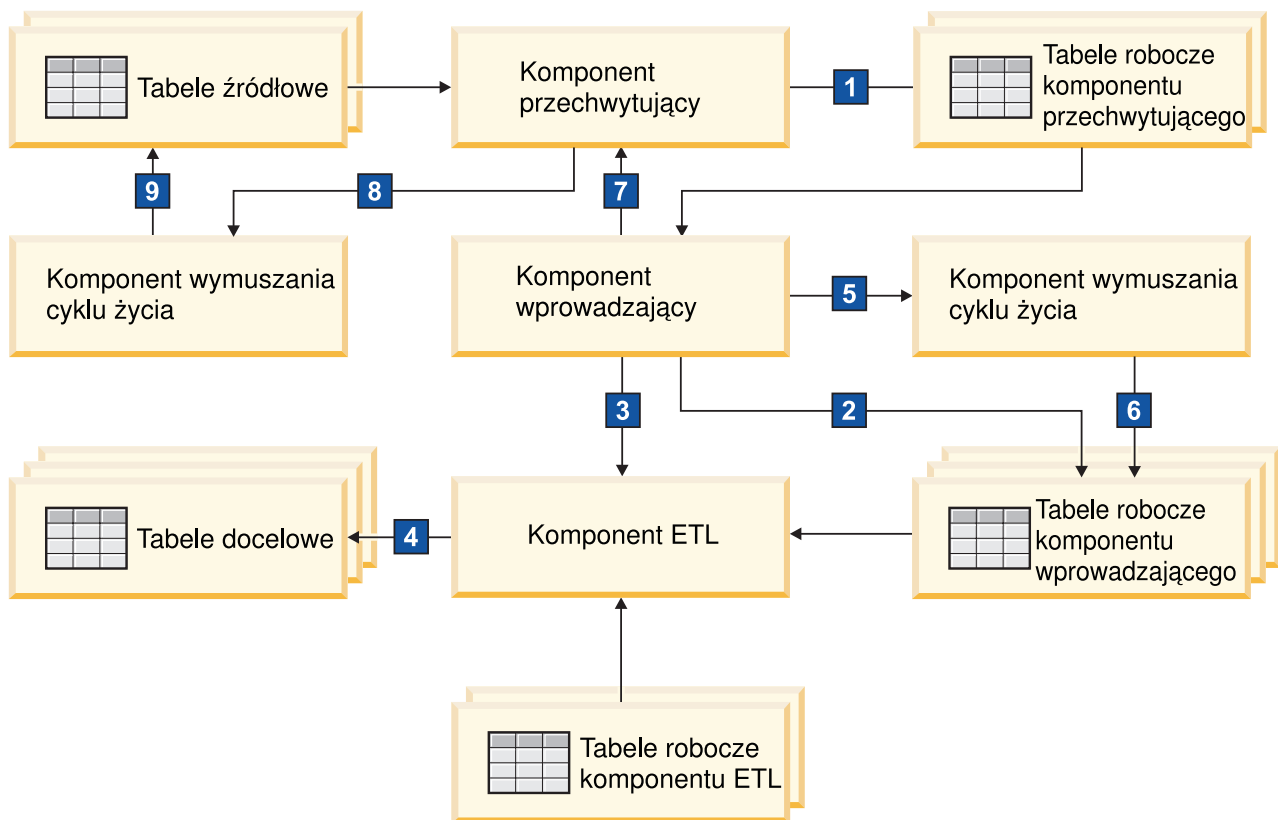 Tabele źródłowe
Komponent
przechwytujący
1
Tabele robocze
komponentu
przechwytującego
9
8
7
Komponent wymuszania
cyklu życia
Komponent
wprowadzający
5
Komponent wymuszania
cyklu życia
3
2
6
Tabele docelowe
4
Komponent ETL
Tabele robocze
komponentu
wprowadzającego
Tabele robocze
komponentu ETL